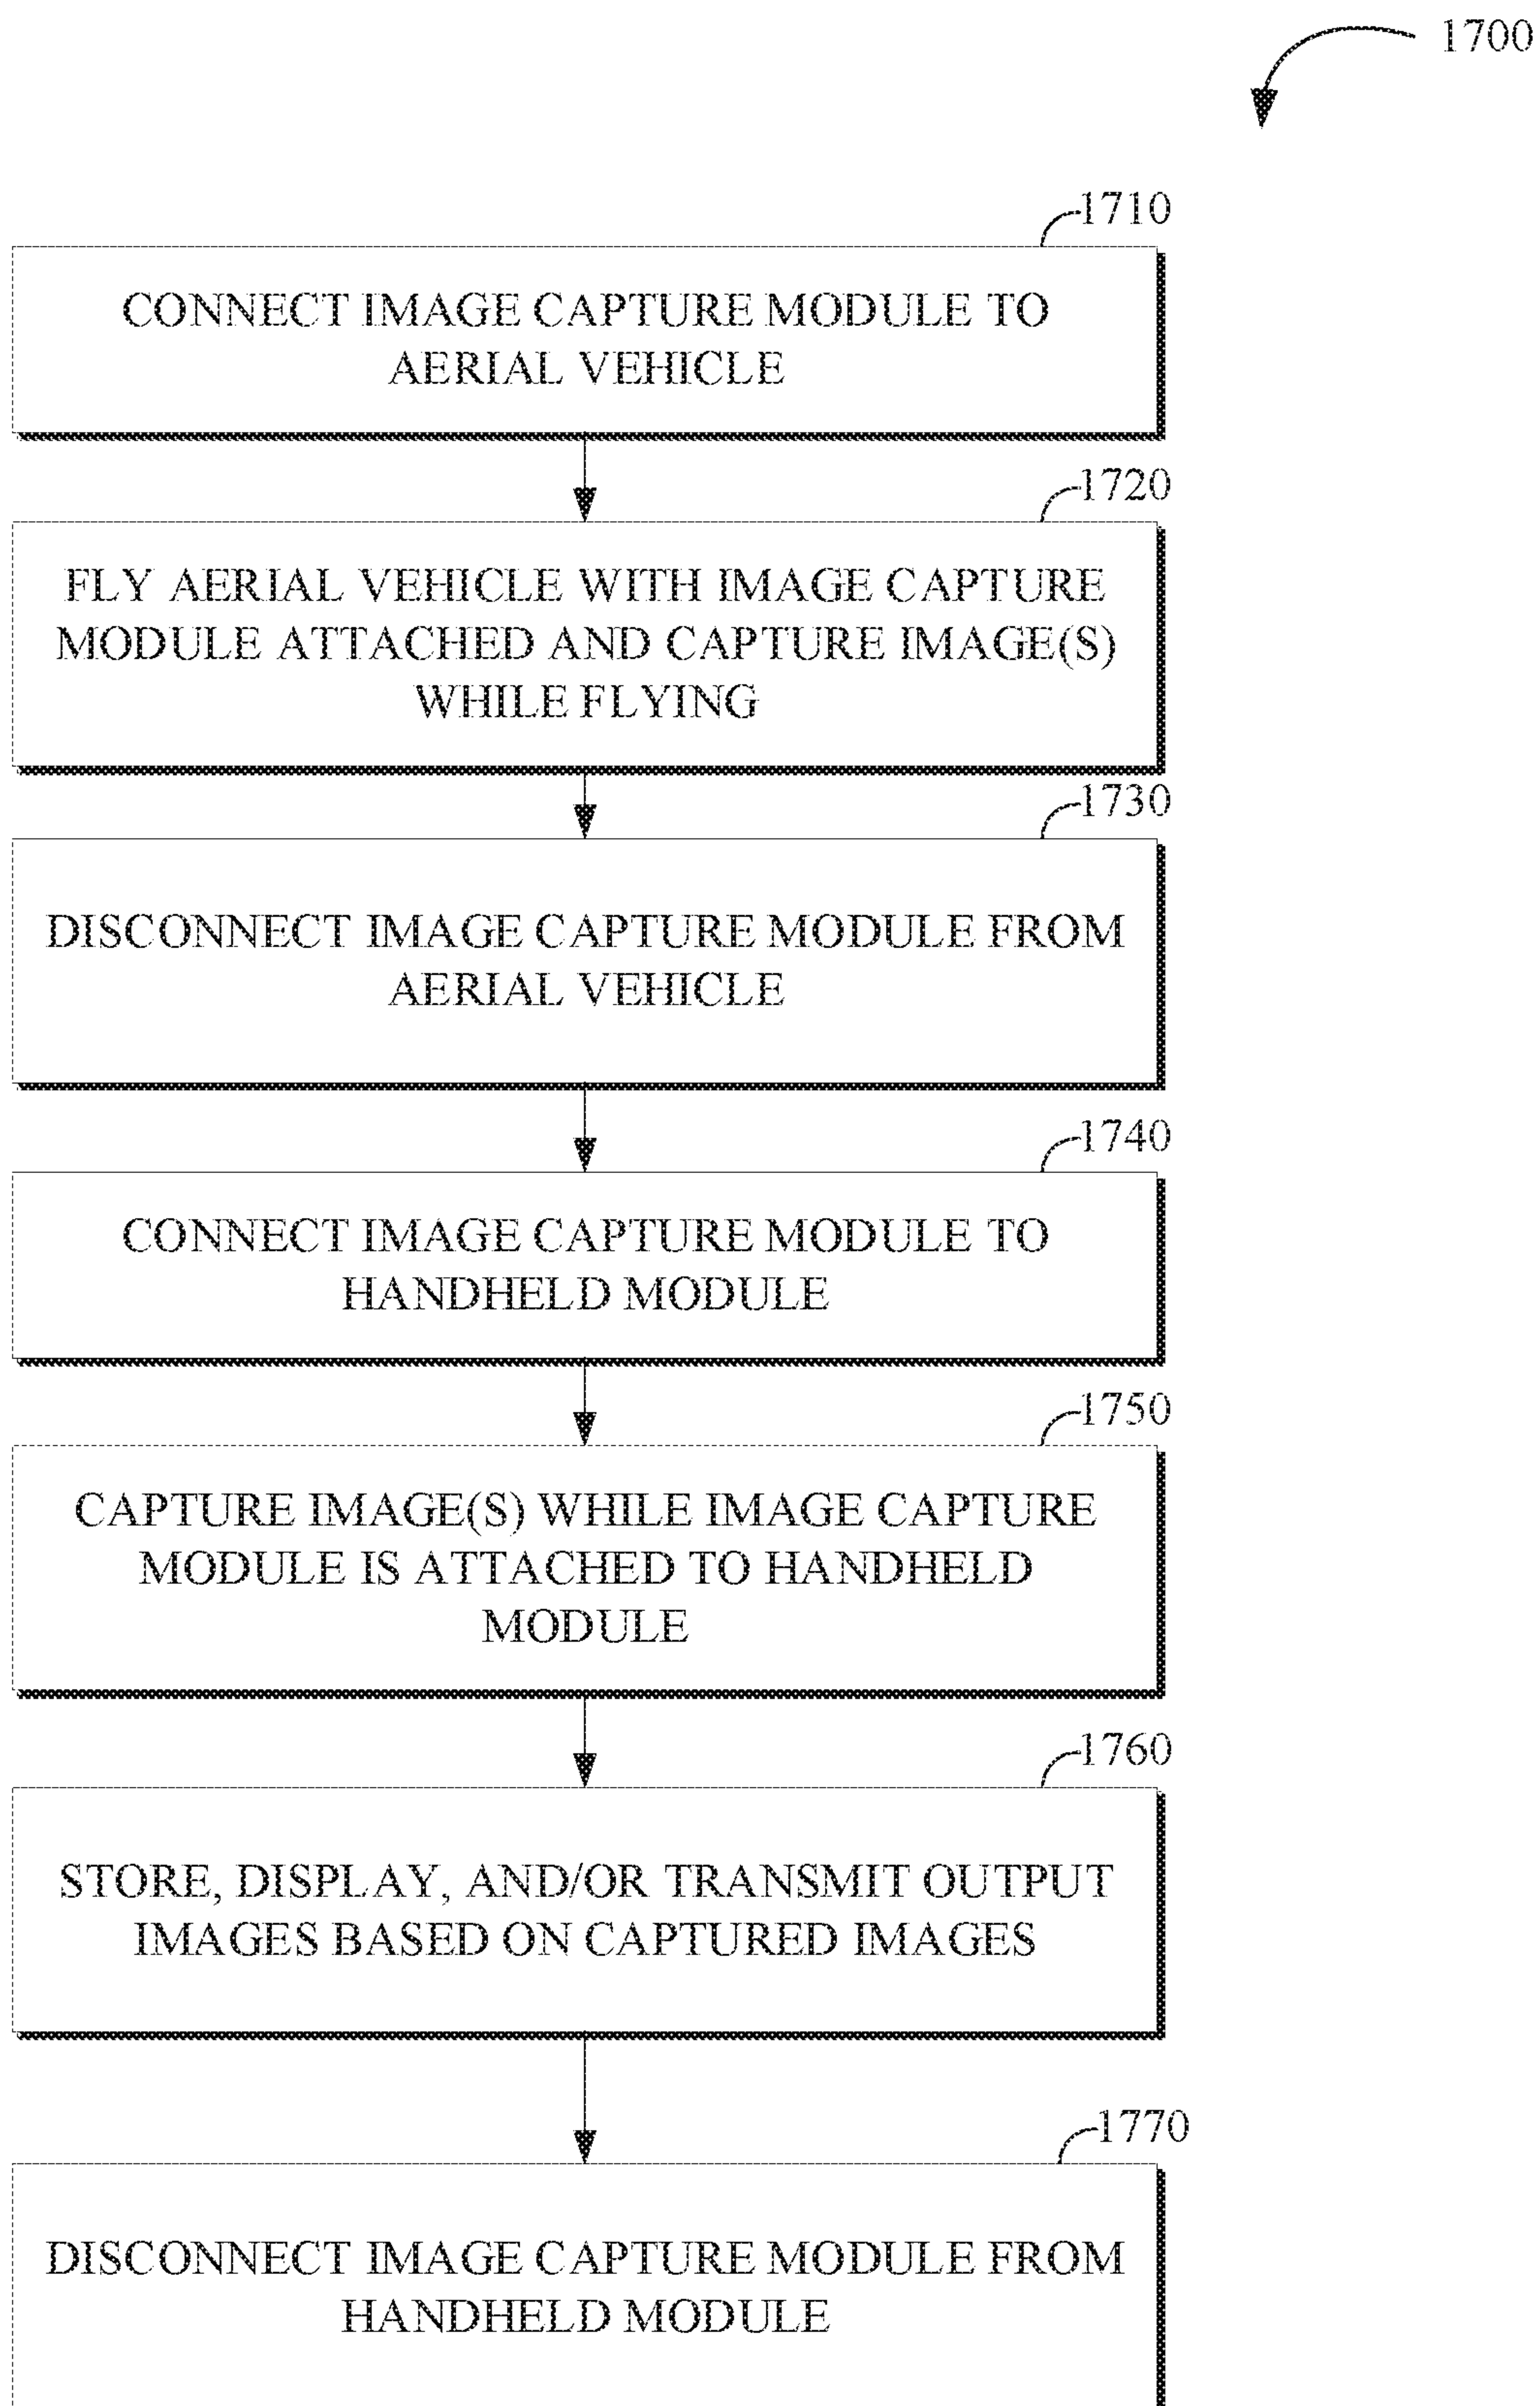 1700
1710
CONNECT IMAGE CAPTURE MODULE TO
AERIAL VEHICLE
1720
FLY AERIAL VEHICLE WITH IMAGE CAPTURE
MODULE ATTACHED AND CAPTURE IMAGE(S)
WHILE FLYING
1730
DISCONNECT IMAGE CAPTURE MODULE FROM
AERIAL VEHICLE
1740
CONNECT IMAGE CAPTURE MODULE TO
HANDHELD MODULE
1750
CAPTURE IMAGE(S) WHILE IMAGE CAPTURE
MODULE IS ATTACHED TO HANDHELD
MODULE
1760
STORE, DISPLAY, AND/OR TRANSMIT OUTPUT
IMAGES BASED ON CAPTURED IMAGES
1770
DISCONNECT IMAGE CAPTURE MODULE FROM
HANDHELD MODULE